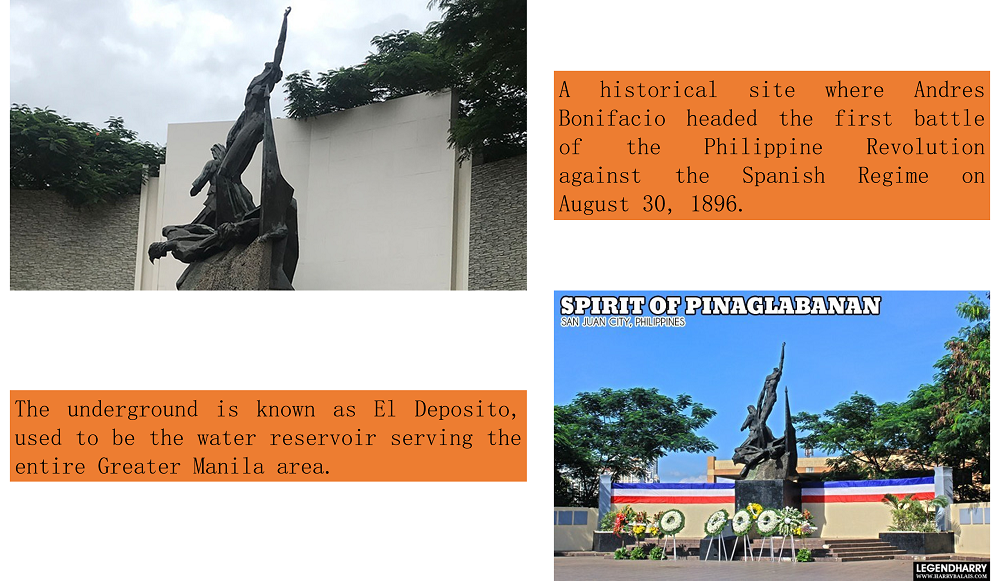 A historical site where Andres
Bonifacio headed the first battle
of the Philippine Revolution
against the Spanish Regime on
August 30, 1896.
SPIRIT OF PINAGLABANAN
SAN JUAN CITY, PHILIPPINES
The underground is known as El Deposito,
used to be the water reservoir serving the
entire Greater Manila area.
LEGENDHARRY
WWW.HARRYBALAIS.COM